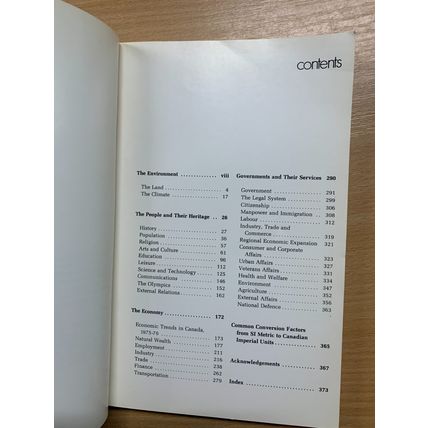 contents
The Environment .............. viii
The Land .............. 4
The Climate .............. 17
The People and Their Heritage .. 26
History .............. 27
Population .............. 36
Religion .............. 57
Arts and Culture .............. 61
Education .............. 96
Leisure .............. 112
Science and Technology .......... 125
Communications .............. 146
The Olympics .............. 152
External Relations .............. 162
The Economy .............. 172
Economic Trends in Canada,
1975-76 .............. 173
Natural Wealth .............. 177
Employment .............. 211
Industry .............. 216
Trade .............. 238
Finance .............. 262
Transportation .............. 279
Governments and Their Services 290
Government .............. 291
The Legal System .............. 299
Citizenship .............. 306
Manpower and Immigration .. 308
Labour .............. 312
Industry, Trade and
Commerce .............. 319
Regional Economic Expansion 321
Consumer and Corporate
Affairs .............. 323
Urban Affairs .............. 327
Veterans Affairs .............. 331
Health and Welfare .............. 334
Environment .............. 347
Agriculture .............. 352
External Affairs .............. 356
National Defence .............. 363
Common Conversion Factors
from SI Metric to Canadian
Imperial Units .............. 365
Acknowledgements .............. 367
Index .............. 373